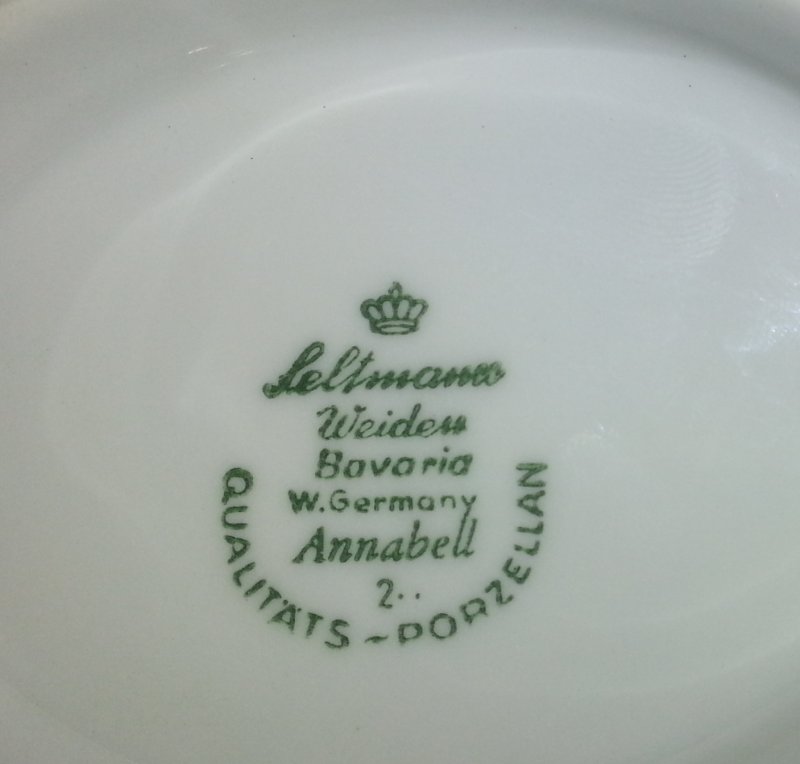 Seltmann
Weiden
Bavaria
W.Germany
Annabell
2..
QUALITÄTS-PORZELLAN